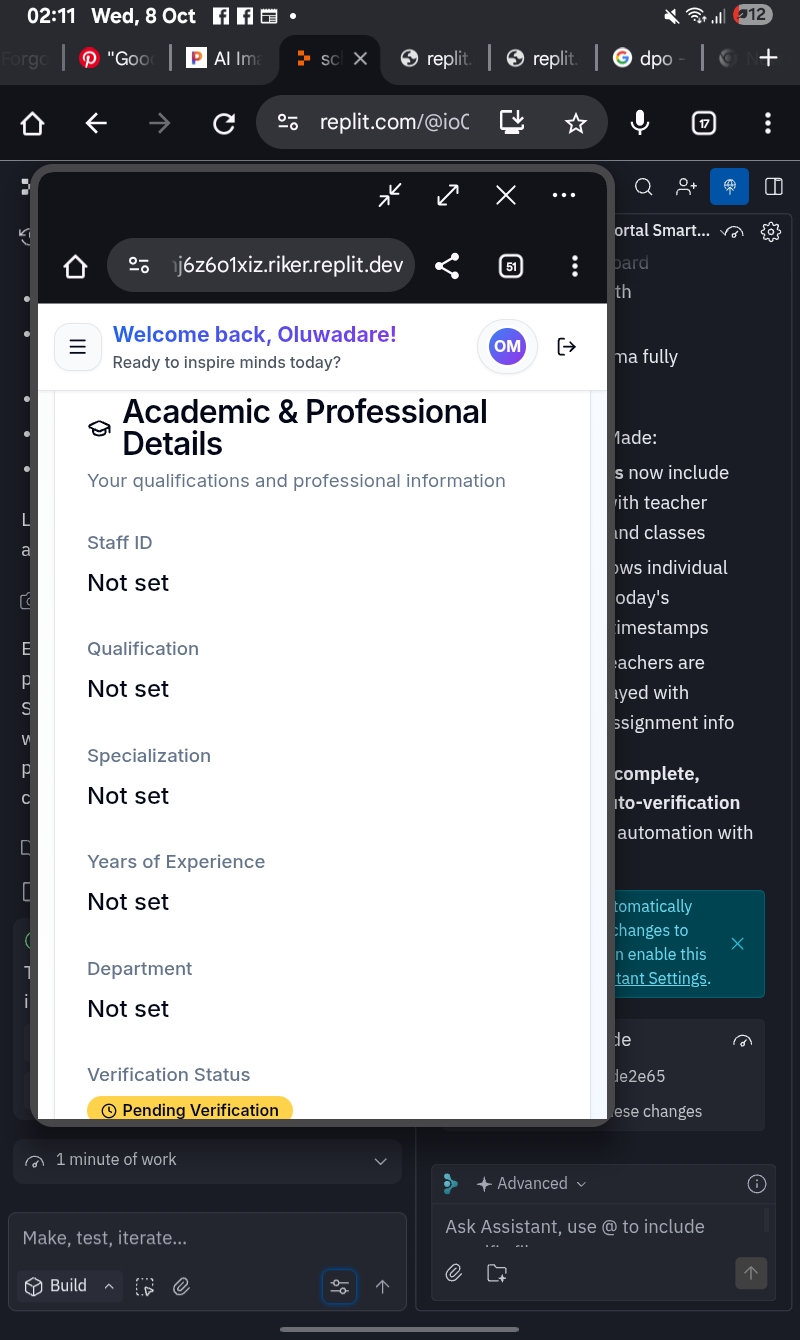 02:11 Wed, 8 Oct
12
"Goo
AI Ima
sc
replit.
replit.
dpo -
replit.com/@io
17
ortal Smart...
j6z6o1xiz.riker.replit.dev
51
Welcome back, Oluwadare!
Ready to inspire minds today?
OM
Academic & Professional
Details
Your qualifications and professional information
Staff ID
Not set
Qualification
Not set
Specialization
Not set
Years of Experience
Not set
Department
Not set
Verification Status
Pending Verification
oard
th
ma fully
Made:
s now include
with teacher
and classes
ows individual
oday's
timestamps
eachers are
ayed with
ssignment info
complete,
uto-verification
automation with
tomatically
changes to
n enable this
tant Settings.
de
de2e65
ese changes
1 minute of work
Make, test, iterate...
Build
Advanced
Ask Assistant, use @ to include